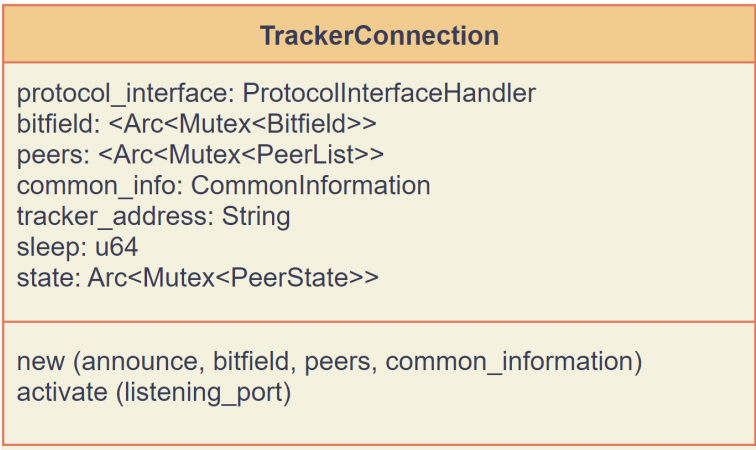 TrackerConnection
protocol_interface: ProtocolInterfaceHandler
bitfield: <Arc<Mutex<Bitfield>>
peers: <Arc<Mutex<PeerList>>
common_info: CommonInformation
tracker_address: String
sleep: u64
state: Arc<Mutex<PeerState>>
new (announce, bitfield, peers, common_information)
activate (listening_port)